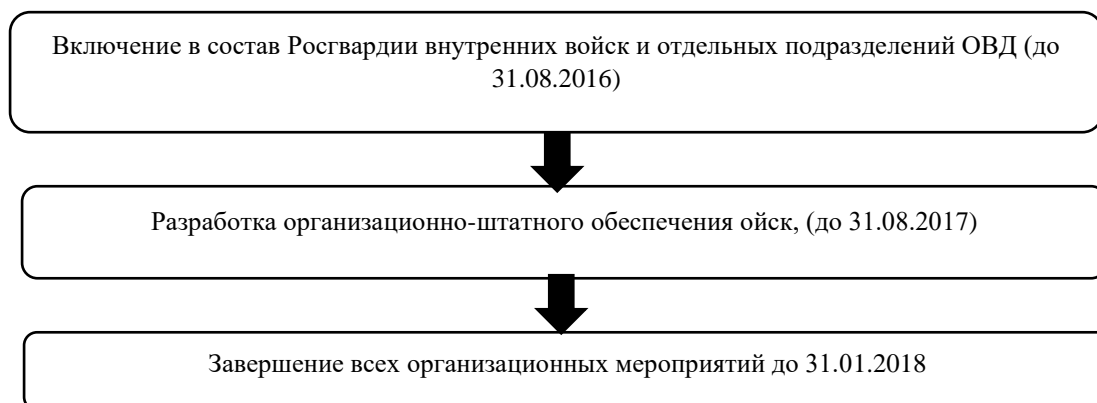 Включение в состав Росгвардии внутренних войск и отдельных подразделений ОВД (до
31.08.2016)
Разработка организационно-штатного обеспечения ойск, (до 31.08.2017)
Завершение всех организационных мероприятий до 31.01.2018